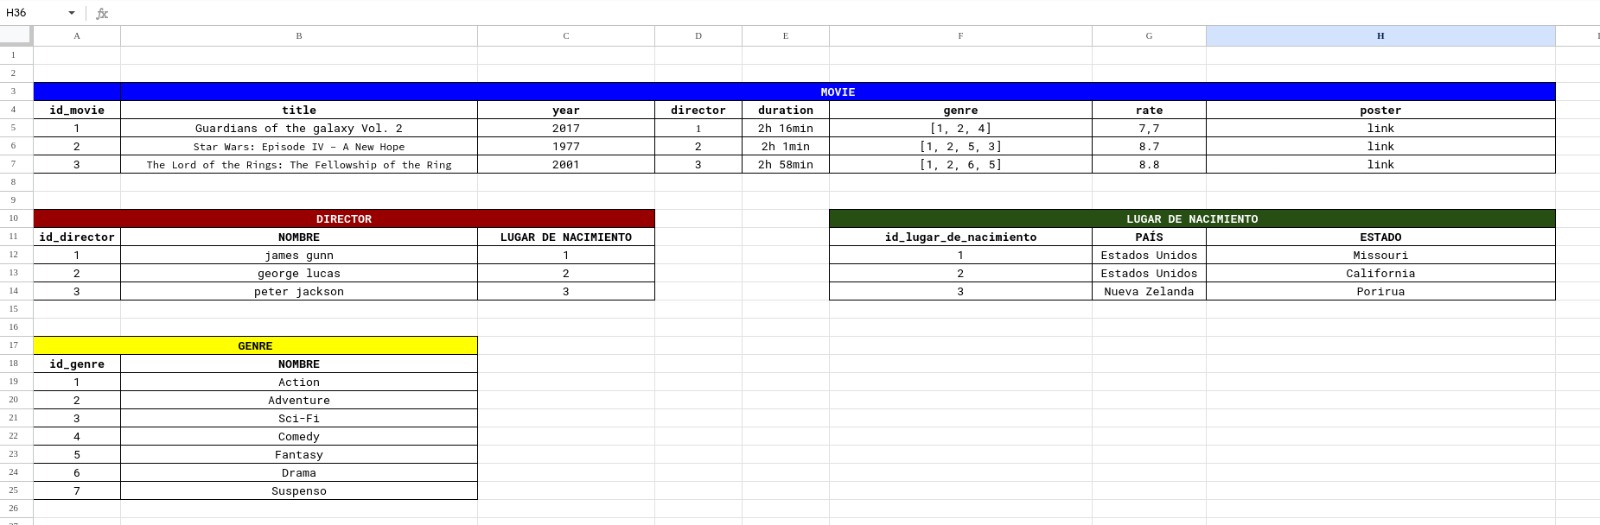 H36 fx
A B C D E F G H
1
2
3 MOVIE
4 id_movie title year director duration genre rate poster
5 1 Guardians of the galaxy Vol. 2 2017 1 2h 16min [1, 2, 4] 7,7 link
6 2 Star Wars: Episode IV - A New Hope 1977 2 2h 1min [1, 2, 5, 3] 8.7 link
7 3 The Lord of the Rings: The Fellowship of the Ring 2001 3 2h 58min [1, 2, 6, 5] 8.8 link
8
9
10 DIRECTOR LUGAR DE NACIMIENTO
11 id_director NOMBRE LUGAR DE NACIMIENTO id_lugar_de_nacimiento PAÍS ESTADO
12 1 james gunn 1 1 Estados Unidos Missouri
13 2 george lucas 2 2 Estados Unidos California
14 3 peter jackson 3 3 Nueva Zelanda Porirua
15
16
17 GENRE
18 id_genre NOMBRE
19 1 Action
20 2 Adventure
21 3 Sci-Fi
22 4 Comedy
23 5 Fantasy
24 6 Drama
25 7 Suspenso
26